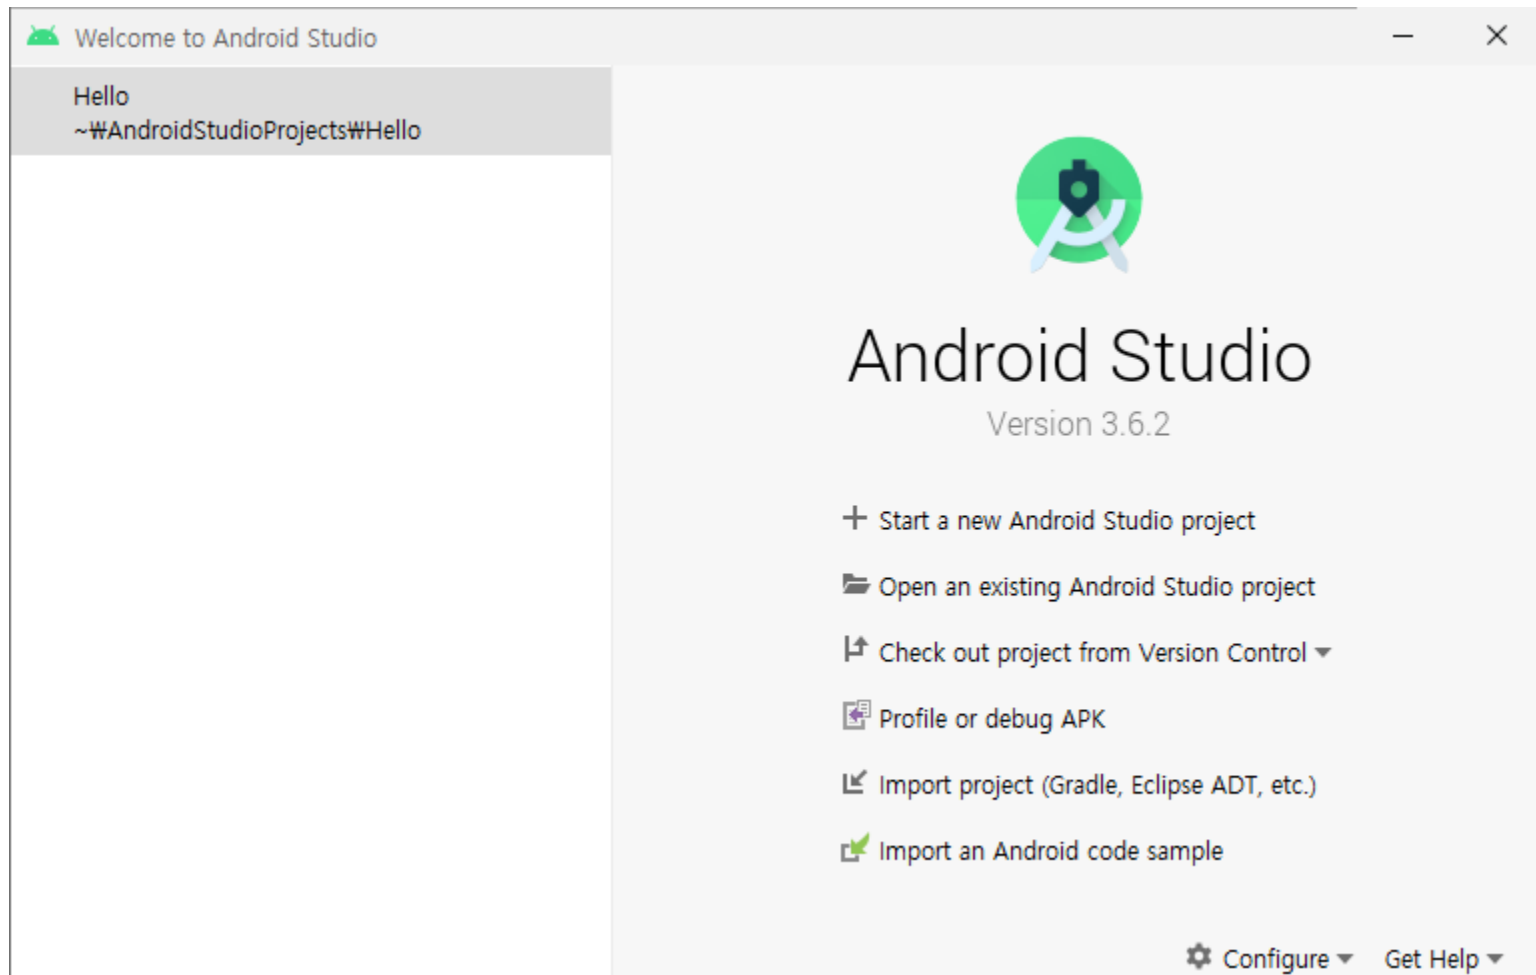 Welcome to Android Studio
Hello
~₩AndroidStudioProjects₩Hello
Android Studio
Version 3.6.2
Start a new Android Studio project
Open an existing Android Studio project
Check out project from Version Control
Profile or debug APK
Import project (Gradle, Eclipse ADT, etc.)
Import an Android code sample
Configure Get Help